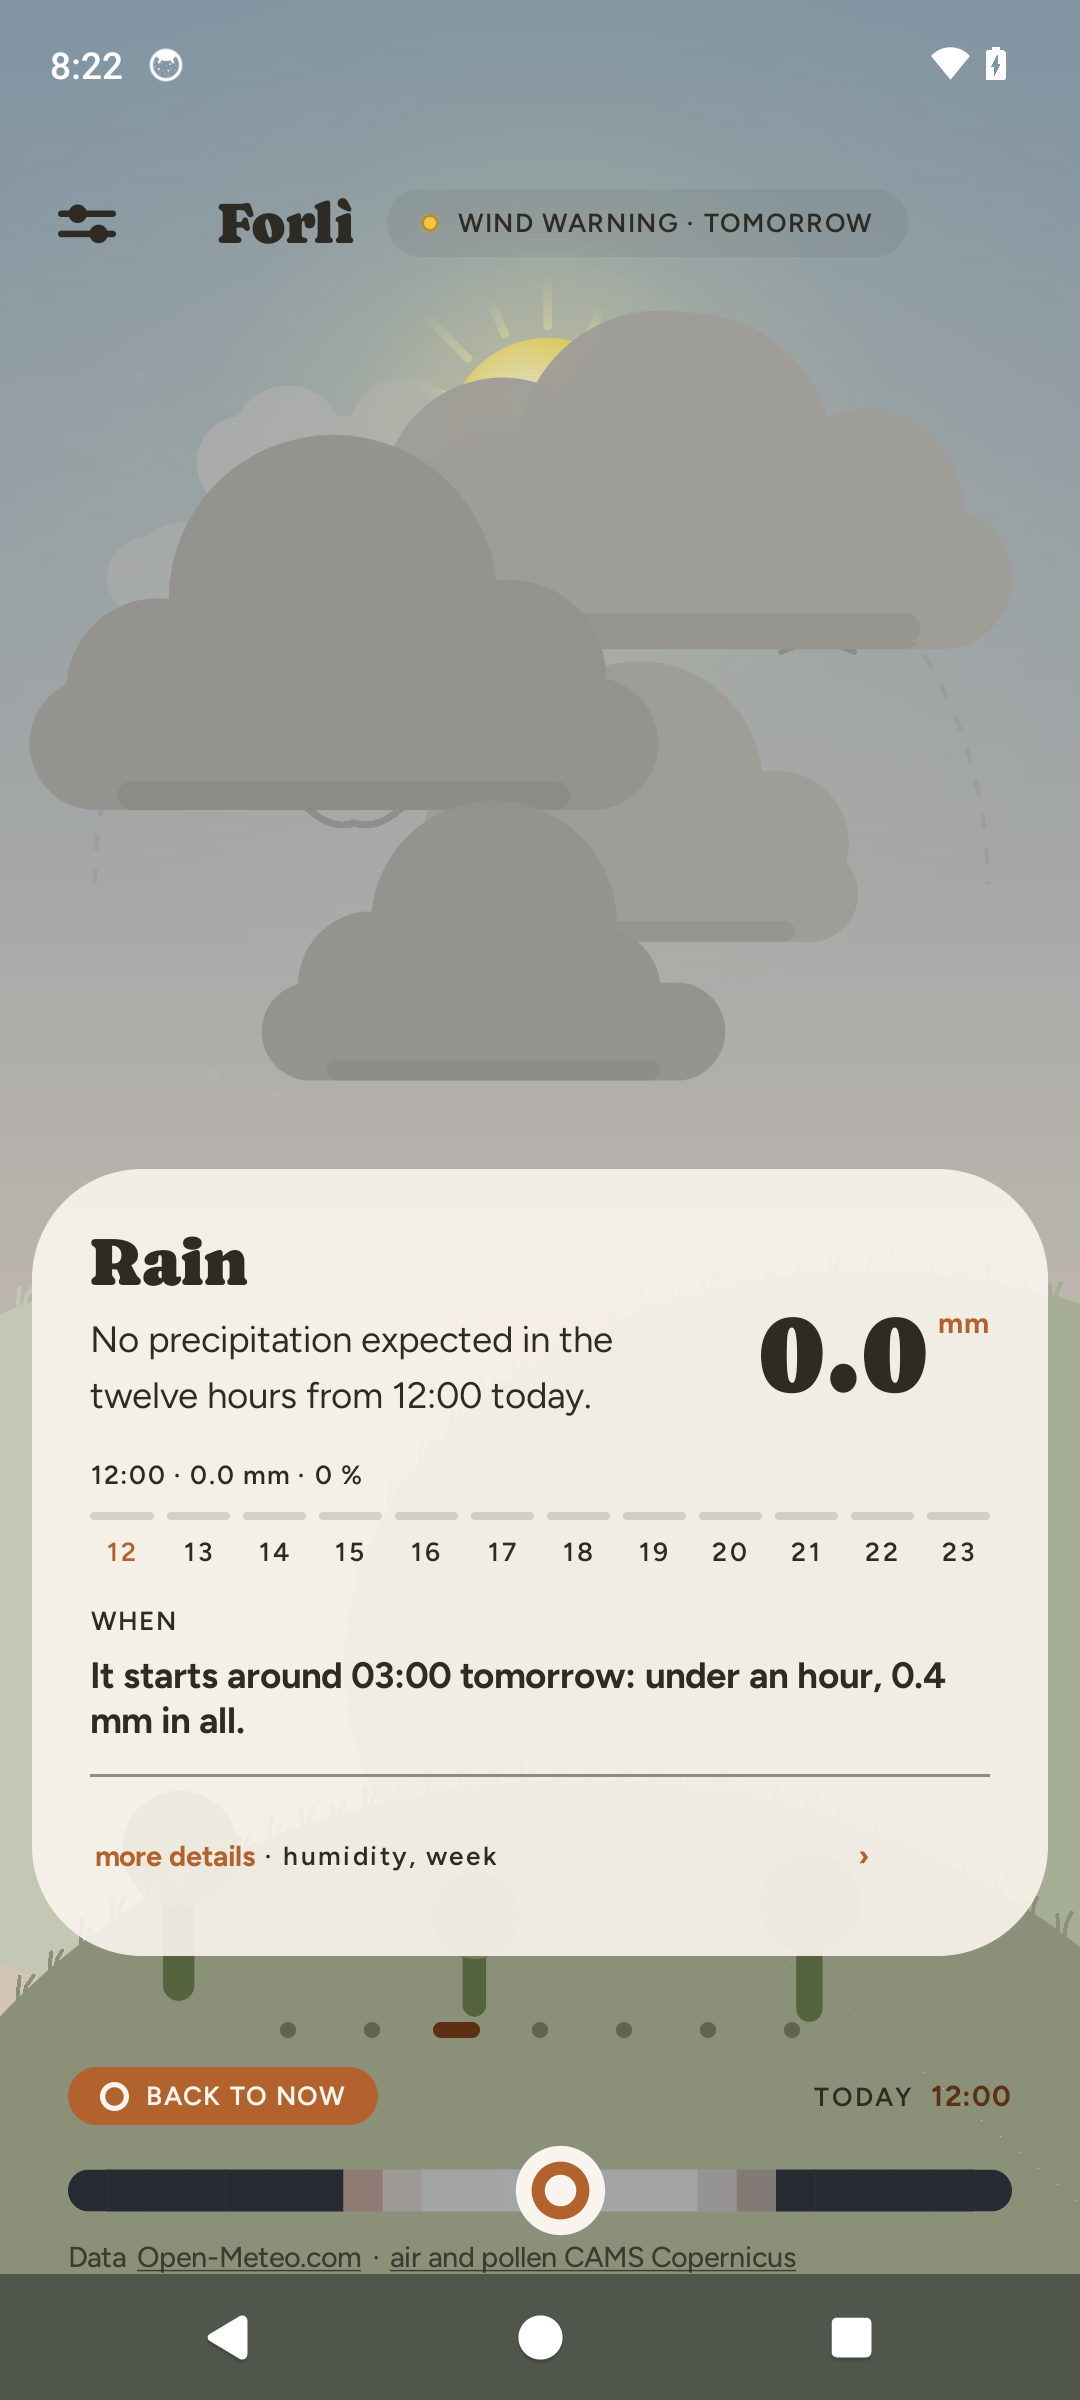 8:22
Forlì
WIND WARNING · TOMORROW
Rain
No precipitation expected in the
twelve hours from 12:00 today.
0.0 mm
12:00 · 0.0 mm · 0 %
12 13 14 15 16 17 18 19 20 21 22 23
WHEN
It starts around 03:00 tomorrow: under an hour, 0.4
mm in all.
more details · humidity, week ›
BACK TO NOW
TODAY 12:00
Data Open-Meteo.com · air and pollen CAMS Copernicus